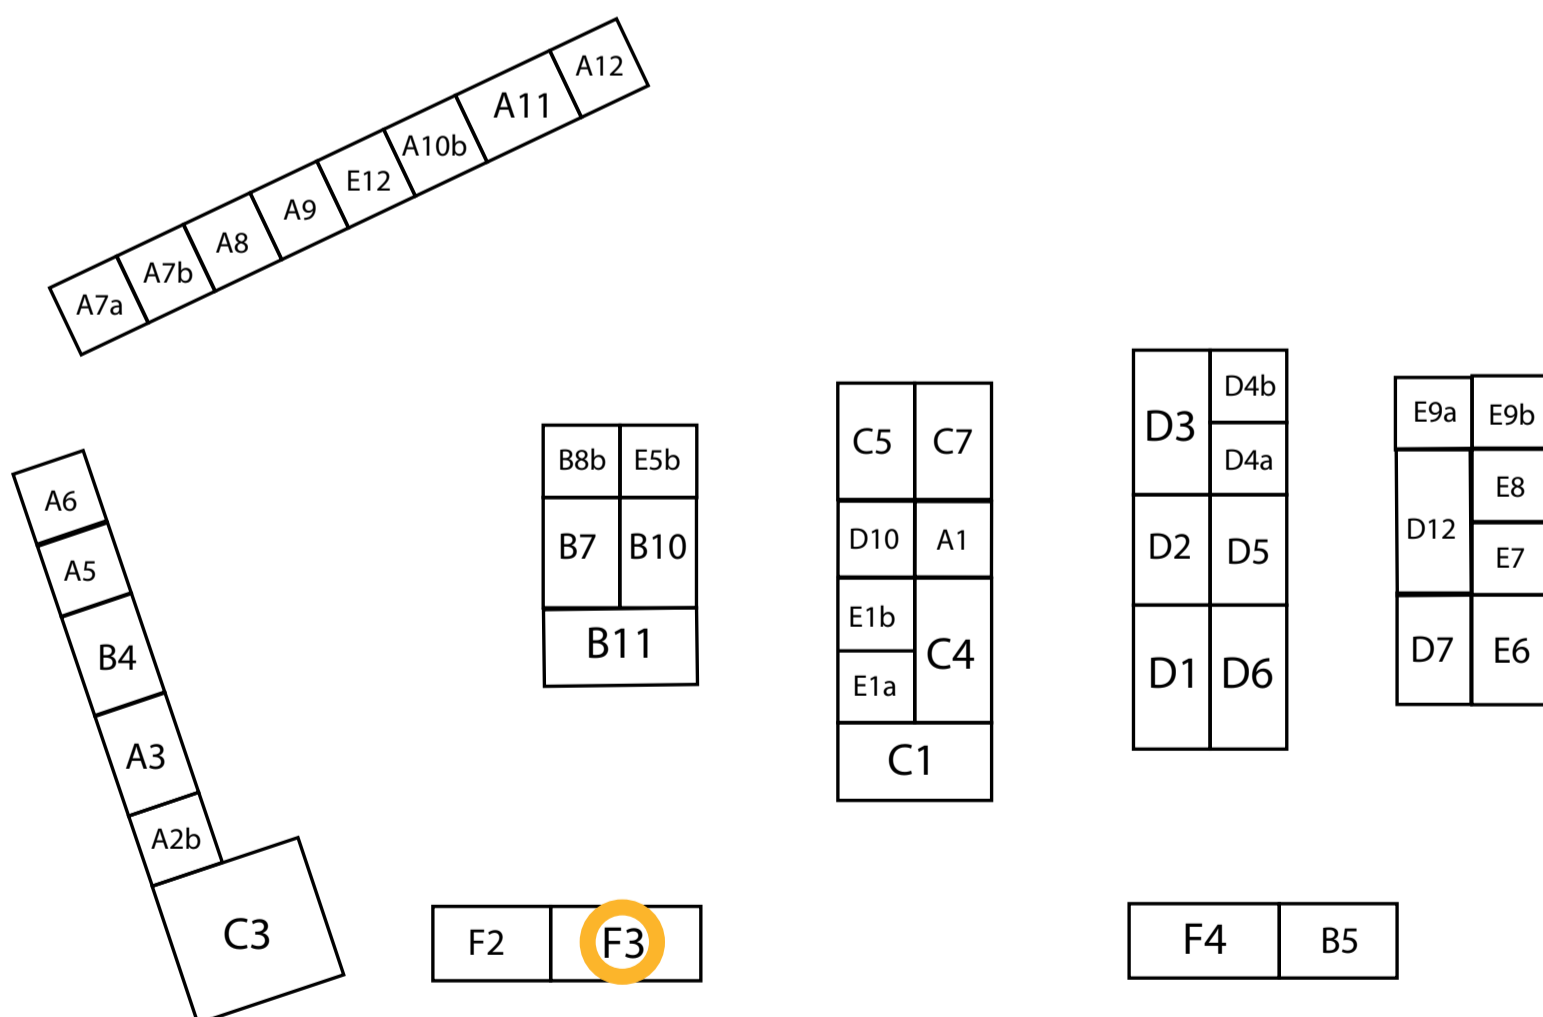 A12
A11
A10b
E12
A9
A8
A7b
A7a
A6
A5
B4
A3
A2b
C3
B8b E5b
B7 B10
B11
C5 C7
D10 A1
E1b
C4
E1a
C1
D3
D4b
D4a
D2 D5
D1 D6
E9a E9b
D12
E8
E7
D7 E6
F2 F3
F4 B5